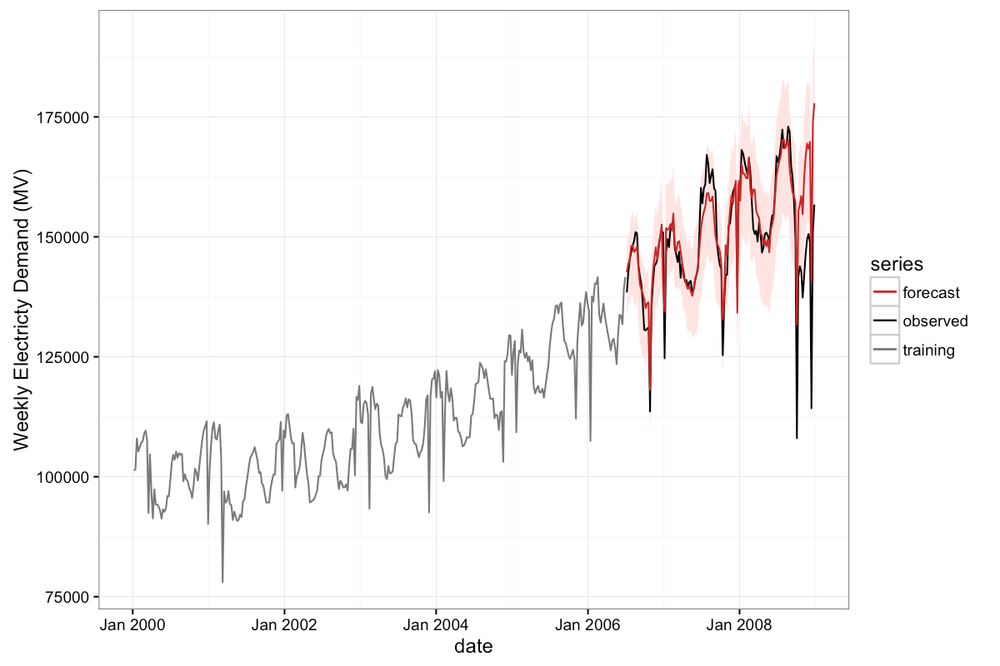 Weekly Electricty Demand (MV)
175000
150000
125000
100000
75000
Jan 2000 Jan 2002 Jan 2004 Jan 2006 Jan 2008
date
series
forecast
observed
training